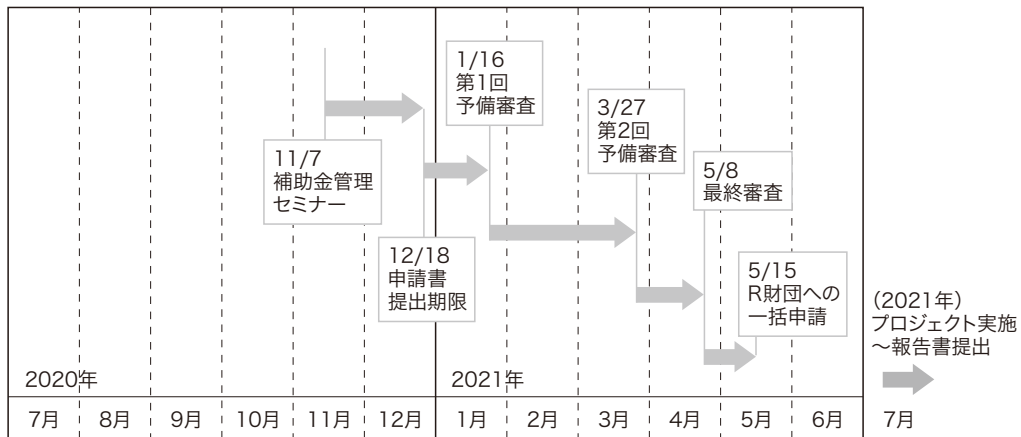 1/16
第1回
予備審査
3/27
第2回
予備審査
11/7
補助金管理
セミナー
5/8
最終審査
12/18
申請書
提出期限
5/15
R財団への
一括申請
(2021年)
プロジェクト実施
〜報告書提出
2020年
2021年
7月 8月 9月 10月 11月 12月 1月 2月 3月 4月 5月 6月 7月